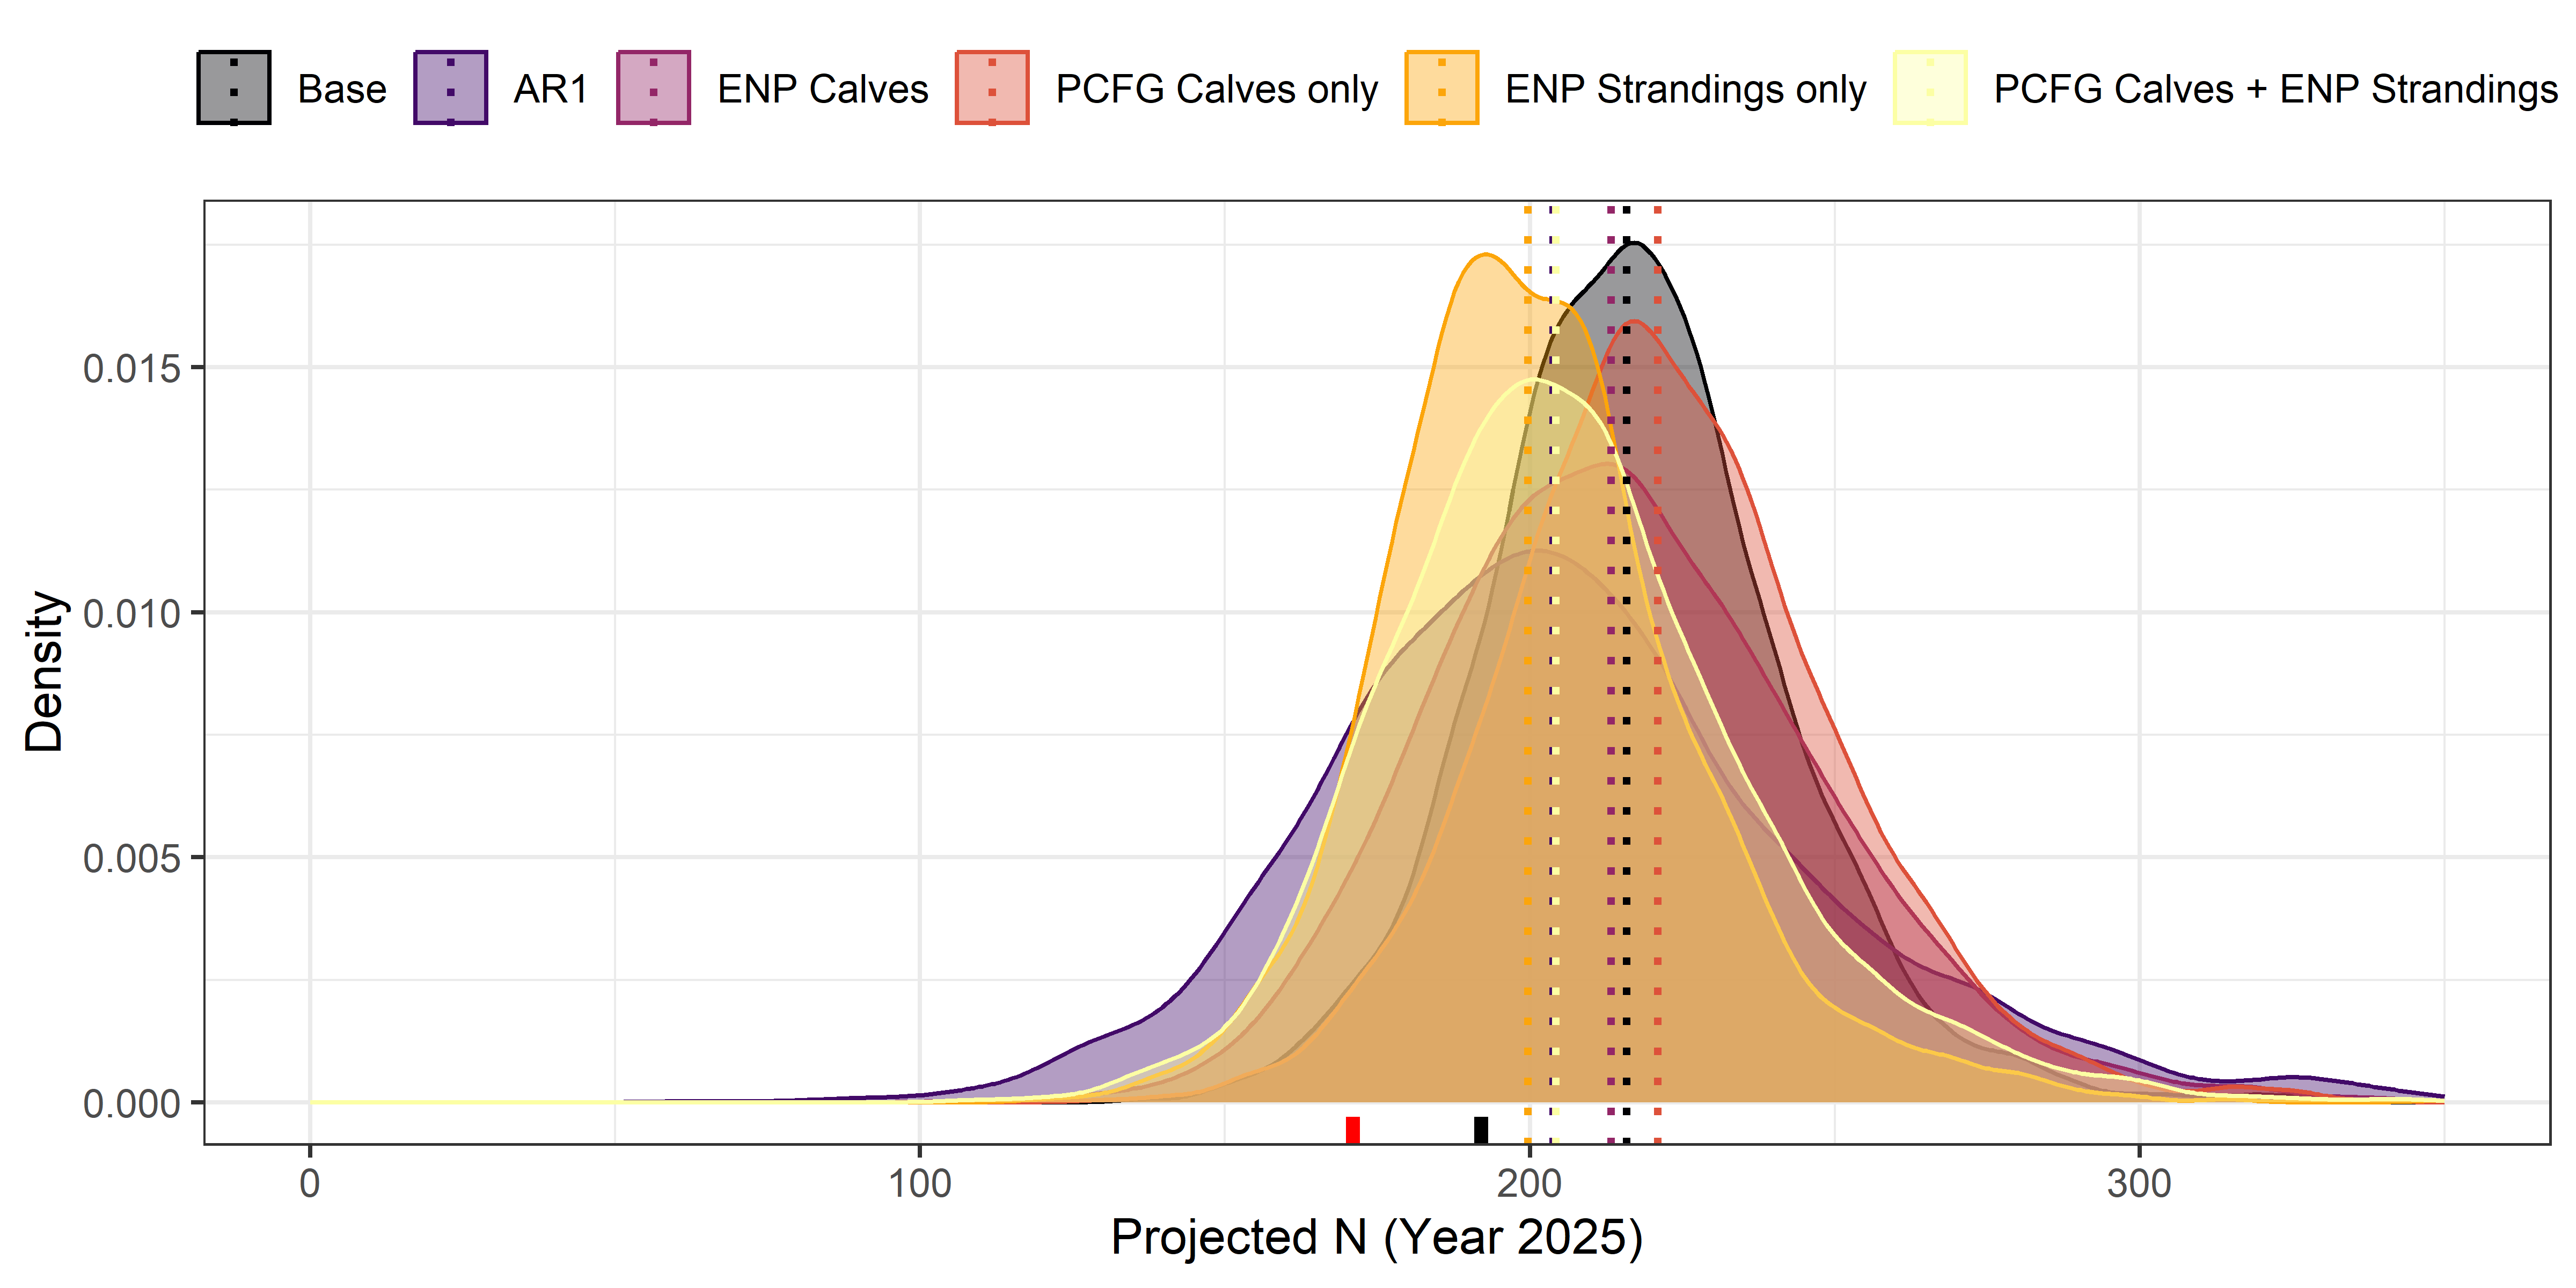 Base AR1 ENP Calves PCFG Calves only ENP Strandings only PCFG Calves + ENP Strandings
0.015
0.010
0.005
0.000
Density
0 100 200 300
Projected N (Year 2025)